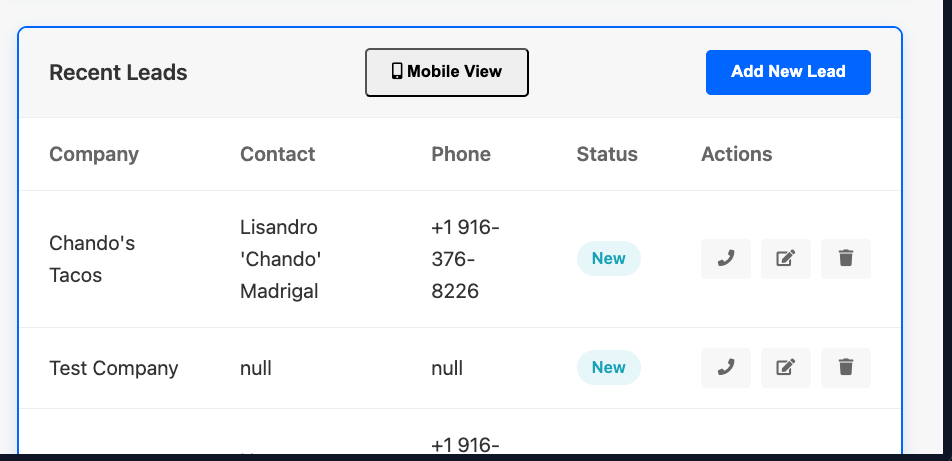 Recent Leads
Mobile View
Add New Lead
Company Contact Phone Status Actions
Chando's
Tacos
Lisandro
'Chando'
Madrigal
+1 916-
376-
8226
New
Test Company null null New
+1 916-